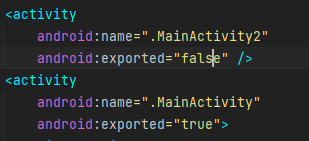 <activity
android:name=".MainActivity2"
android:exported="false" />
<activity
android:name=".MainActivity"
android:exported="true">